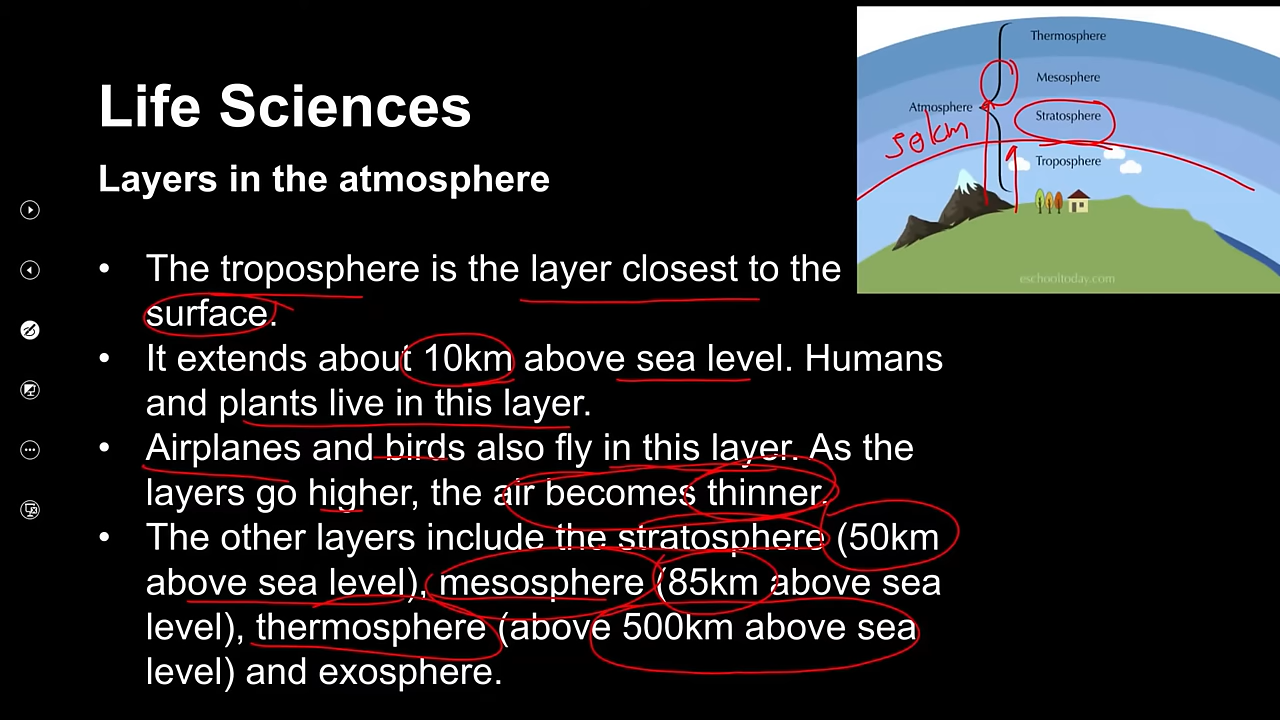 Life Sciences
Layers in the atmosphere
• The troposphere is the layer closest to the
surface.
• It extends about 10km above sea level. Humans
and plants live in this layer.
• Airplanes and birds also fly in this layer. As the
layers go higher, the air becomes thinner.
• The other layers include the stratosphere (50km
above sea level), mesosphere (85km above sea
level), thermosphere (above 500km above sea
level) and exosphere.
Thermosphere
Mesosphere
Atmosphere
Stratosphere
50km
Troposphere
eschooltoday.com